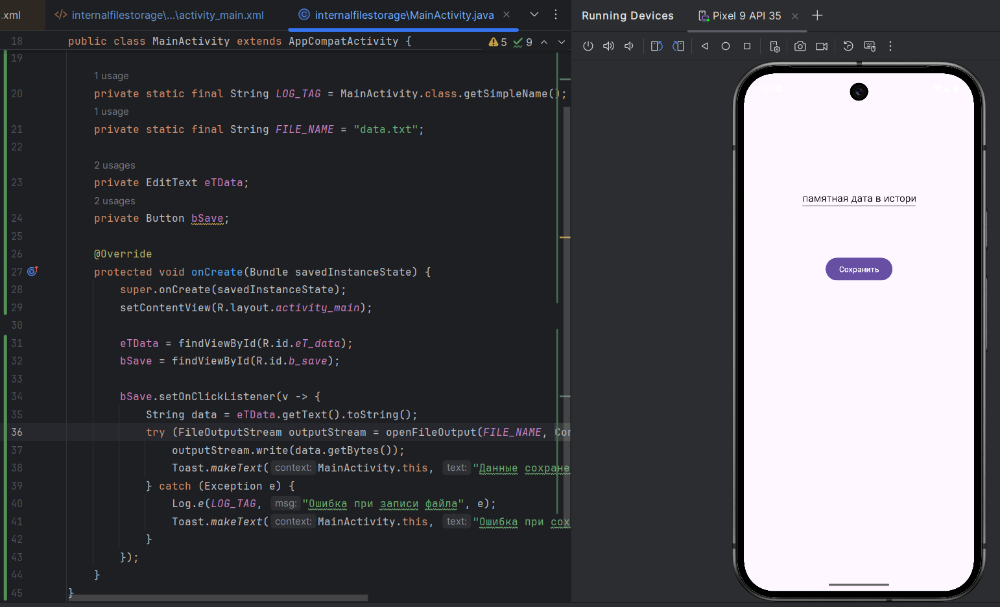 .xml
internalfilestorage\...\activity_main.xml
internalfilestorage\MainActivity.java
Running Devices
Pixel 9 API 35
18 public class MainActivity extends AppCompatActivity {
5 9
19
1 usage
20 private static final String LOG_TAG = MainActivity.class.getSimpleName();
1 usage
21 private static final String FILE_NAME = "data.txt";
22
2 usages
23 private EditText eTData;
2 usages
24 private Button bSave;
25
26 @Override
27 protected void onCreate(Bundle savedInstanceState) {
28 super.onCreate(savedInstanceState);
29 setContentView(R.layout.activity_main);
30
31 eTData = findViewById(R.id.eT_data);
32 bSave = findViewById(R.id.b_save);
33
34 bSave.setOnClickListener(v -> {
35 String data = eTData.getText().toString();
36 try (FileOutputStream outputStream = openFileOutput(FILE_NAME, Con
37 outputStream.write(data.getBytes());
38 Toast.makeText( context: MainActivity.this, text: "Данные сохране
39 } catch (Exception e) {
40 Log.e(LOG_TAG, msg: "Ошибка при записи файла", e);
41 Toast.makeText( context: MainActivity.this, text: "Ошибка при сох
42 }
43 });
44 }
45 }
памятная дата в истори
Сохранить